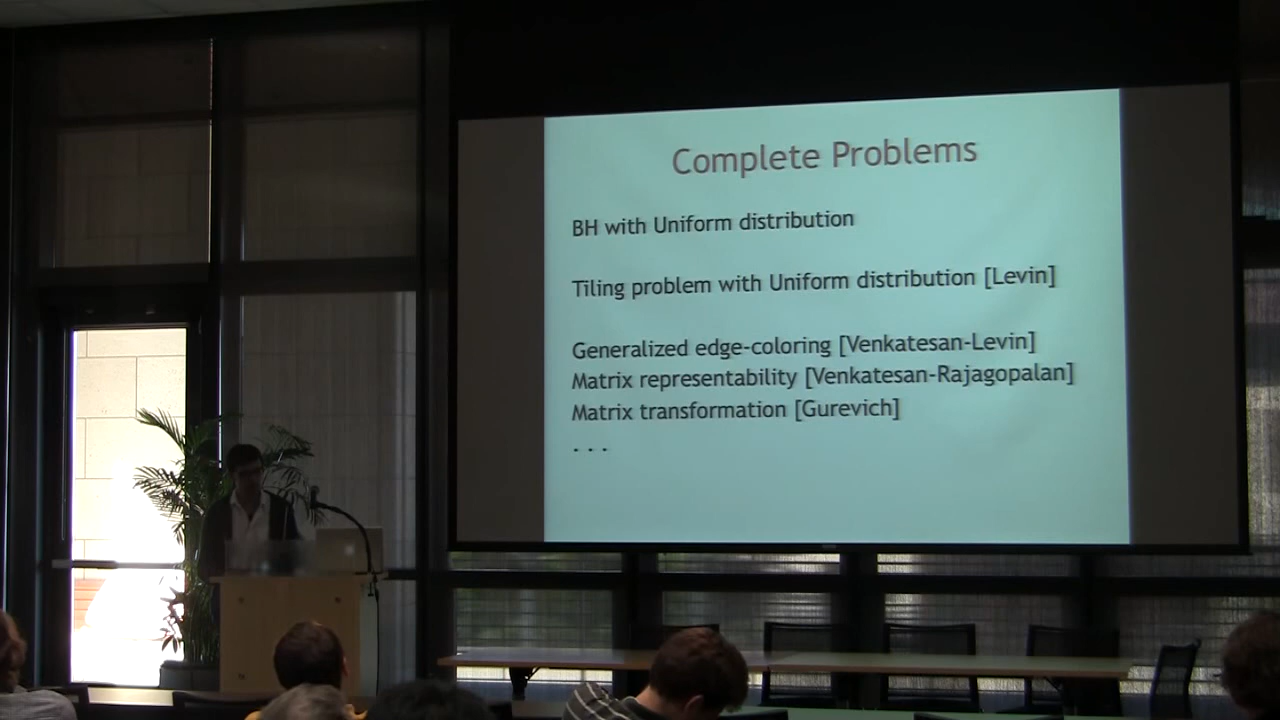 Complete Problems
BH with Uniform distribution
Tiling problem with Uniform distribution [Levin]
Generalized edge-coloring [Venkatesan-Levin]
Matrix representability [Venkatesan-Rajagopalan]
Matrix transformation [Gurevich]
. . .